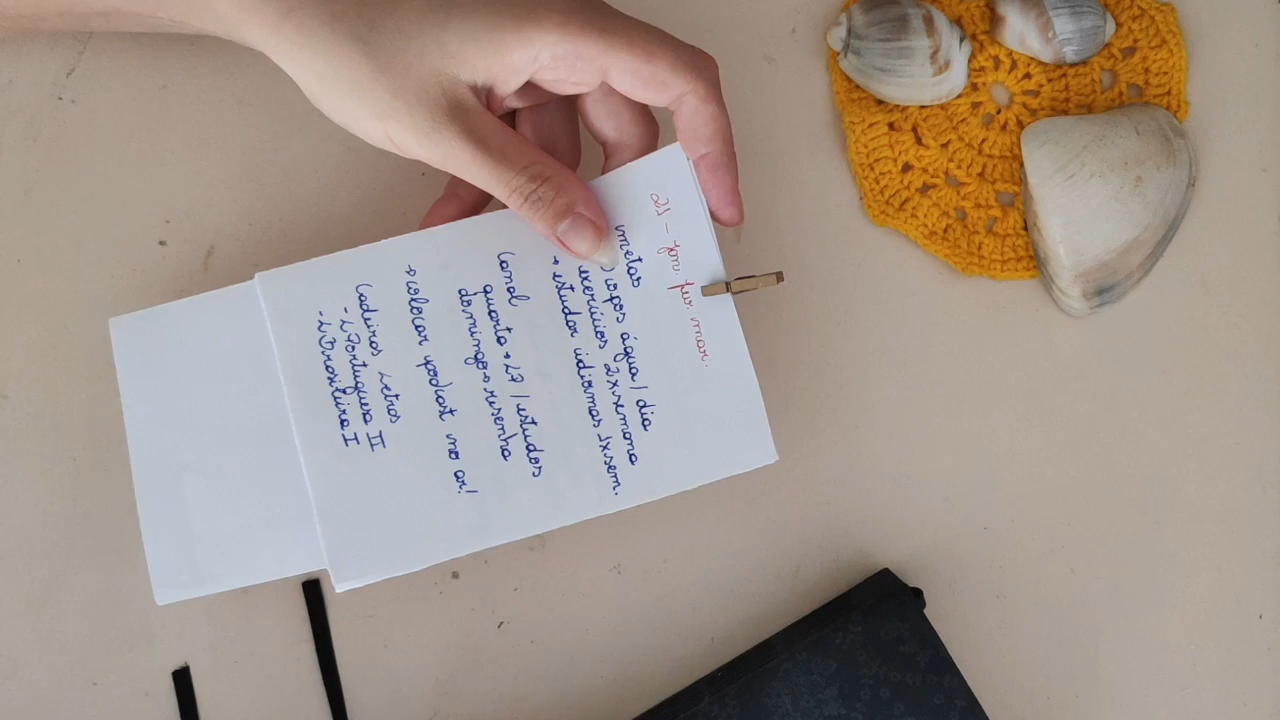 21 - jan. fev. mar.
metas
copos água / dia
exercícios 2x semana
→ estudar idiomas 1x sem.
Canal
quarta → 17 / estudos
domingo → resenha
→ colocar podcast no ar!
Cadeiras Letras
- L Portuguesa II
- L Brasileira I